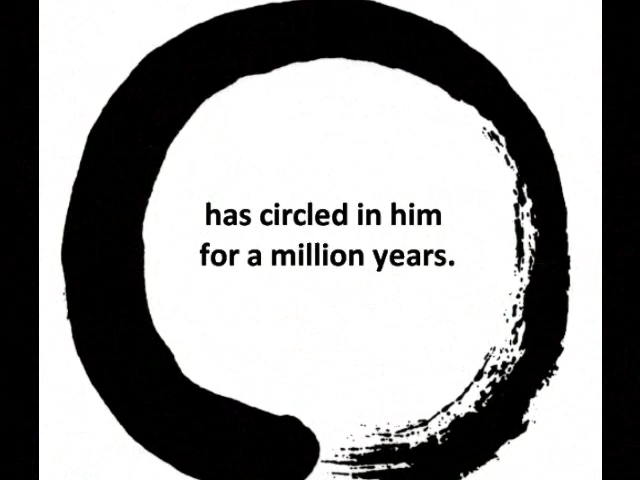 has circled in him
for a million years.